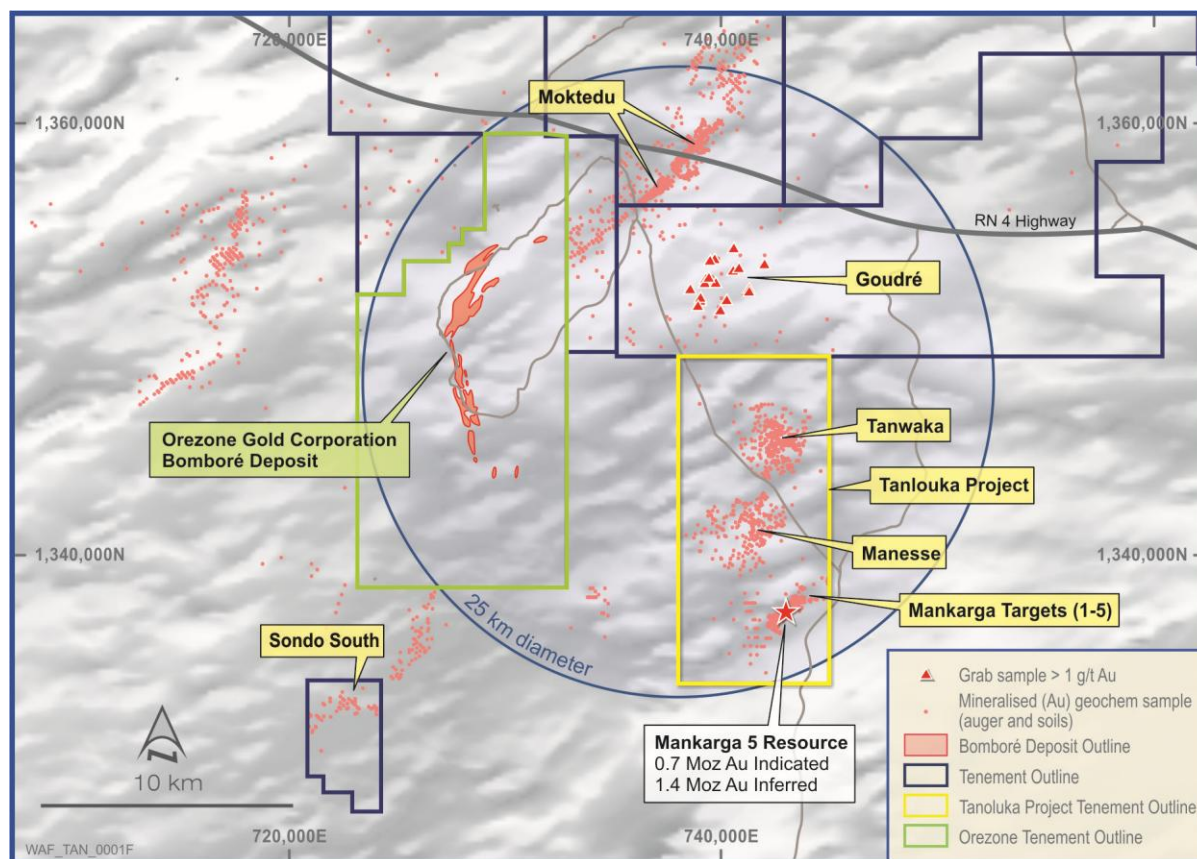 720,000E
740,000E
Moktedu
1,360,000N
1,360,000N
RN 4 Highway
Goudré
Orezone Gold Corporation
Bomboré Deposit
Tanwaka
Tanlouka Project
Manesse
1,340,000N
1,340,000N
25 km diameter
Mankarga Targets (1-5)
Sondo South
Mankarga 5 Resource
0.7 Moz Au Indicated
1.4 Moz Au Inferred
N
10 km
720,000E
740,000E
WAF_TAN_0001F
Grab sample > 1 g/t Au
Mineralised (Au) geochem sample
(auger and soils)
Bomboré Deposit Outline
Tenement Outline
Tanoluka Project Tenement Outline
Orezone Tenement Outline